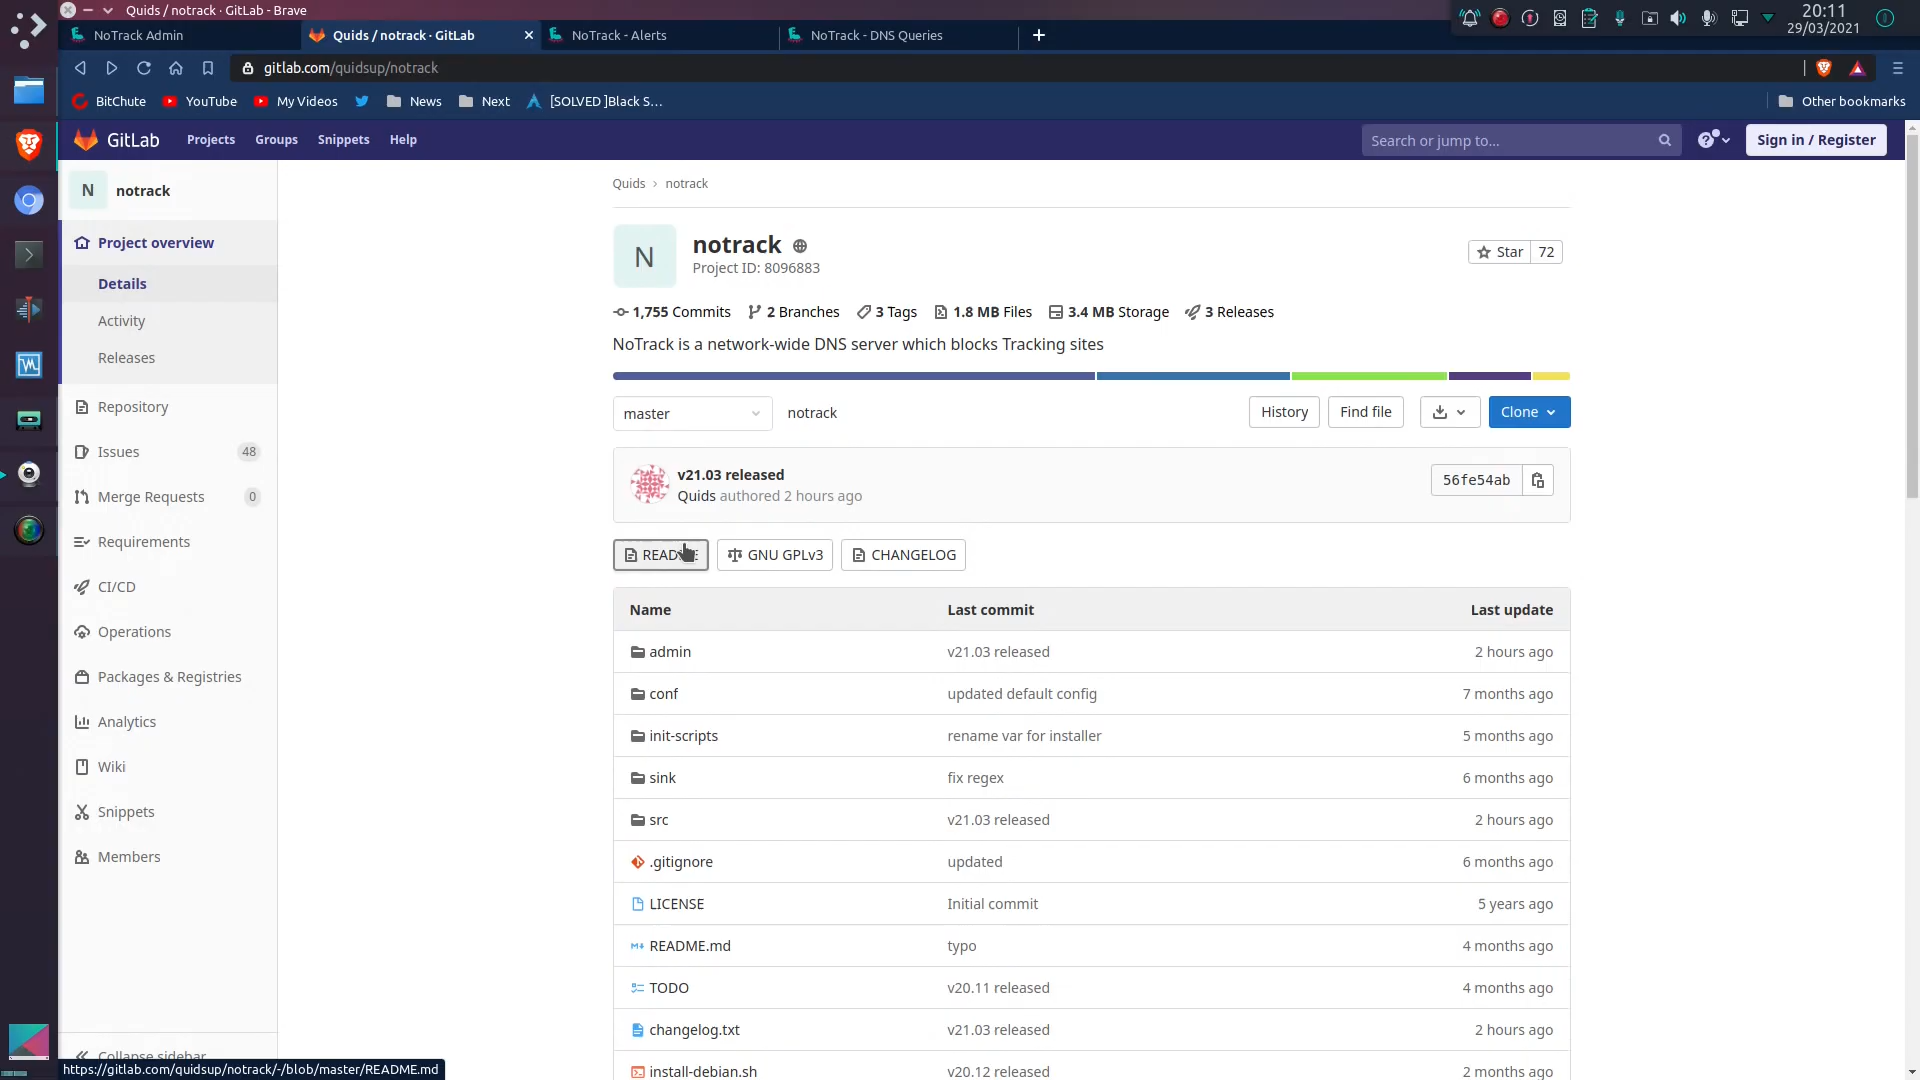 Quids / notrack · GitLab - Brave
20:11
29/03/2021
NoTrack Admin
Quids / notrack · GitLab
NoTrack - Alerts
NoTrack - DNS Queries
gitlab.com/quidsup/notrack
BitChute
YouTube
My Videos
News
Next
[SOLVED ]Black S...
Other bookmarks
GitLab
Projects
Groups
Snippets
Help
Search or jump to...
Sign in / Register
N
notrack
Project overview
Details
Activity
Releases
Repository
Issues
48
Merge Requests
0
Requirements
CI/CD
Operations
Packages & Registries
Analytics
Wiki
Snippets
Members
Collapse sidebar
Quids › notrack
N
notrack
Project ID: 8096883
Star
72
1,755 Commits
2 Branches
3 Tags
1.8 MB Files
3.4 MB Storage
3 Releases
NoTrack is a network-wide DNS server which blocks Tracking sites
master
notrack
History
Find file
Clone
v21.03 released
Quids authored 2 hours ago
56fe54ab
README
GNU GPLv3
CHANGELOG
Name Last commit Last update
admin v21.03 released 2 hours ago
conf updated default config 7 months ago
init-scripts rename var for installer 5 months ago
sink fix regex 6 months ago
src v21.03 released 2 hours ago
.gitignore updated 6 months ago
LICENSE Initial commit 5 years ago
README.md typo 4 months ago
TODO v20.11 released 4 months ago
changelog.txt v21.03 released 2 hours ago
install-debian.sh v20.12 released 2 months ago
https://gitlab.com/quidsup/notrack/-/blob/master/README.md